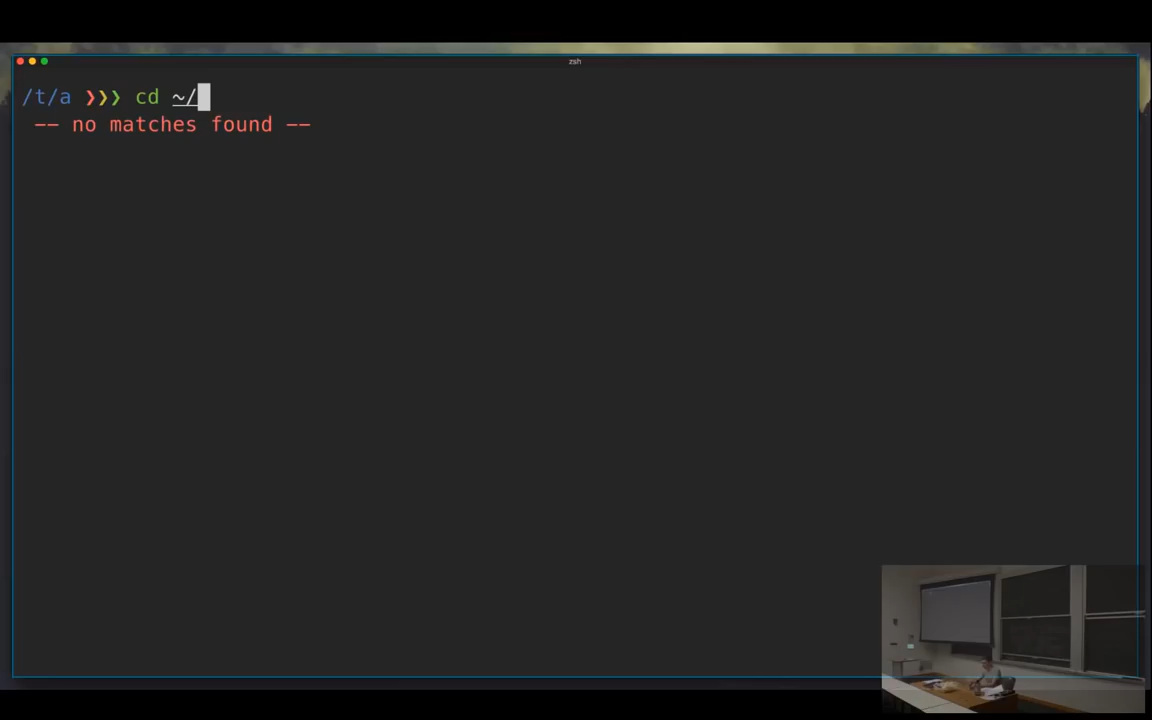 zsh
/t/a ❯❯❯ cd ~/
-- no matches found --